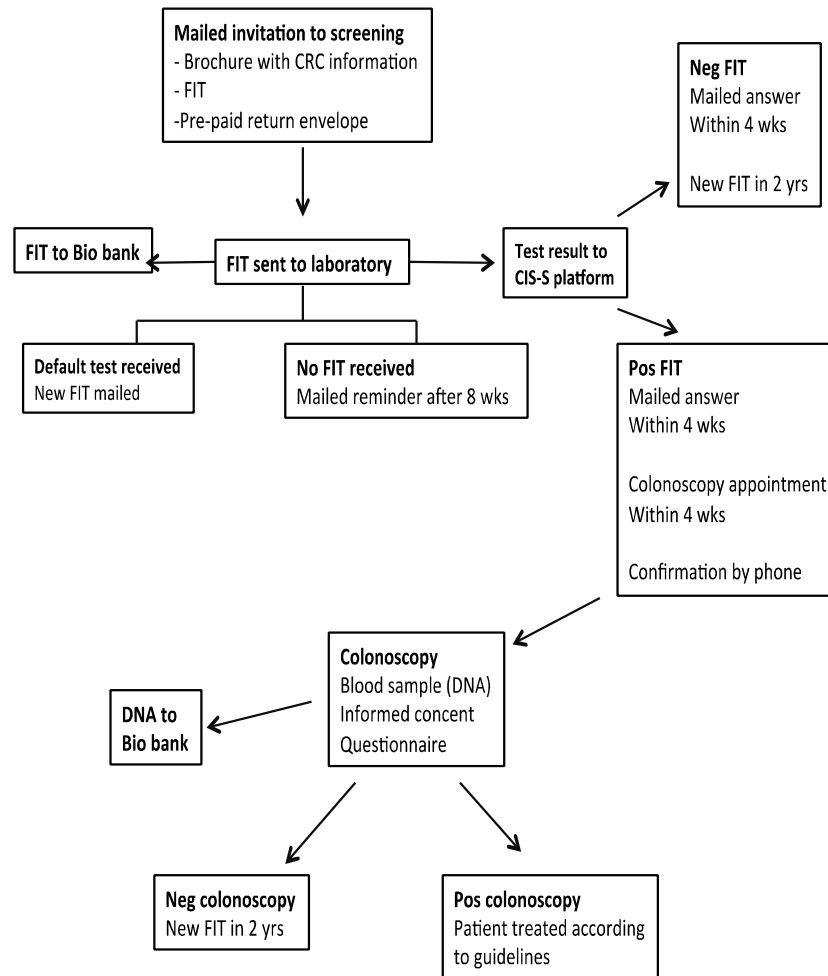 Mailed invitation to screening
- Brochure with CRC information
- FIT
-Pre-paid return envelope
Neg FIT
Mailed answer
Within 4 wks
New FIT in 2 yrs
FIT to Bio bank
FIT sent to laboratory
Test result to
CIS-S platform
Default test received
New FIT mailed
No FIT received
Mailed reminder after 8 wks
Pos FIT
Mailed answer
Within 4 wks
Colonoscopy appointment
Within 4 wks
Confirmation by phone
Colonoscopy
Blood sample (DNA)
Informed concent
Questionnaire
DNA to
Bio bank
Neg colonoscopy
New FIT in 2 yrs
Pos colonoscopy
Patient treated according
to guidelines